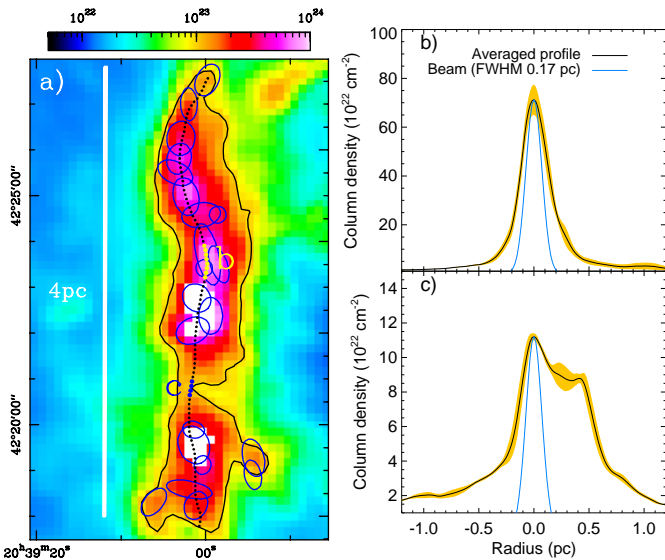 10²² 10²³ 10²⁴
a)
42°25'00"
42°20'00"
4pc
b
c
20ʰ39ᵐ20ˢ 00ˢ
b)
Averaged profile
Beam (FWHM 0.17 pc)
Column density (10²² cm⁻²)
100
80
60
40
20
c)
Column density (10²² cm⁻²)
14
12
10
8
6
4
2
-1.0 -0.5 0.0 0.5 1.0
Radius (pc)